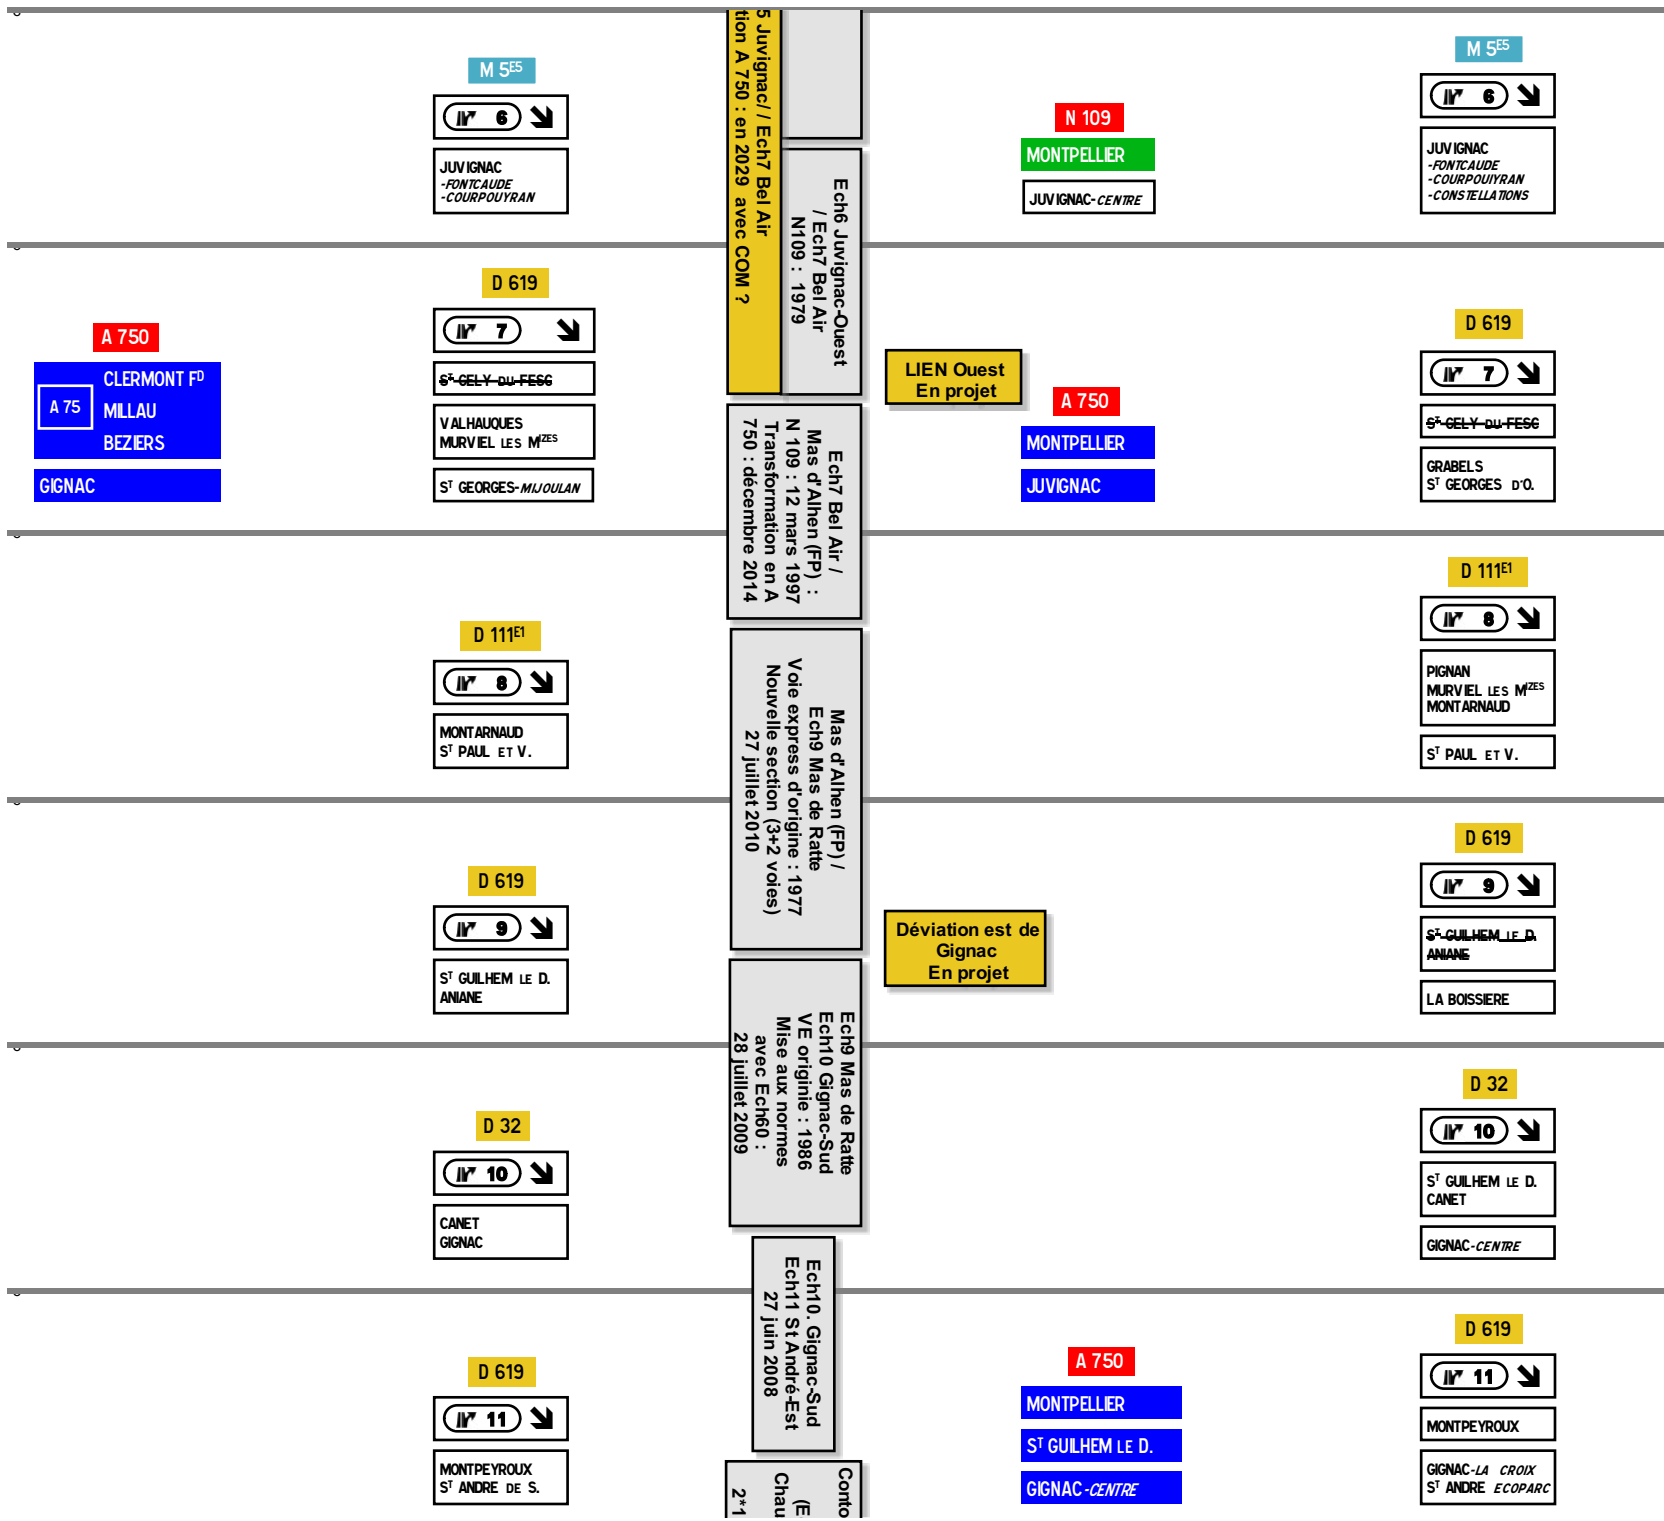 M 5E5
6
JUVIGNAC
-FONTCAUDE
-COURPOUYRAN
5 Juvignac/ / Ech7 Bel Air
tion A 750 : en 2029 avec COM ?
Ech6 Juvignac-Ouest
/ Ech7 Bel Air
N109 : 1979
N 109
MONTPELLIER
JUVIGNAC-CENTRE
M 5E5
6
JUVIGNAC
-FONTCAUDE
-COURPOUIYRAN
-CONSTELLATIONS
A 750
A 75
CLERMONT FD
MILLAU
BEZIERS
GIGNAC
D 619
7
ST GELY DU FESC
VALHAUQUES
MURVIEL LES MIZES
ST GEORGES-MIJOULAN
LIEN Ouest
En projet
A 750
MONTPELLIER
JUVIGNAC
D 619
7
ST GELY DU FESC
GRABELS
ST GEORGES D'O.
Ech7 Bel Air /
Mas d'Alhen (FP) :
N 109 : 12 mars 1997
Transformation en A
750 : décembre 2014
D 111E1
8
MONTARNAUD
ST PAUL ET V.
Mas d'Alhen (FP) /
Ech9 Mas de Ratte
Voie express d'origine : 1977
Nouvelle section (3+2 voies)
27 juillet 2010
D 111E1
8
PIGNAN
MURVIEL LES MIZES
MONTARNAUD
ST PAUL ET V.
D 619
9
ST GUILHEM LE D.
ANIANE
Déviation est de
Gignac
En projet
D 619
9
ST GUILHEM LE D.
ANIANE
LA BOISSIERE
Ech9 Mas de Ratte
Ech10 Gignac-Sud
VE originie : 1986
Mise aux normes
avec Ech60 :
28 juillet 2009
D 32
10
CANET
GIGNAC
D 32
10
ST GUILHEM LE D.
CANET
GIGNAC-CENTRE
Ech10. Gignac-Sud
Ech11 St André-Est
27 juin 2008
D 619
11
MONTPEYROUX
ST ANDRE DE S.
A 750
MONTPELLIER
ST GUILHEM LE D.
GIGNAC-CENTRE
D 619
11
MONTPEYROUX
GIGNAC-LA CROIX
ST ANDRE ECOPARC
Conto
(E
Chau
2*1